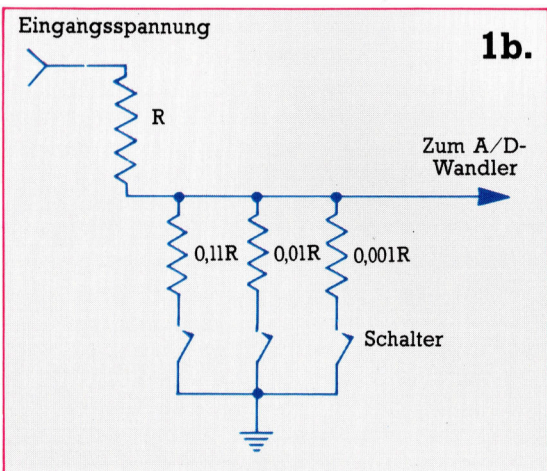 Eingangsspannung
1b.
R
Zum A/D-
Wandler
0,11R
0,01R
0,001R
Schalter